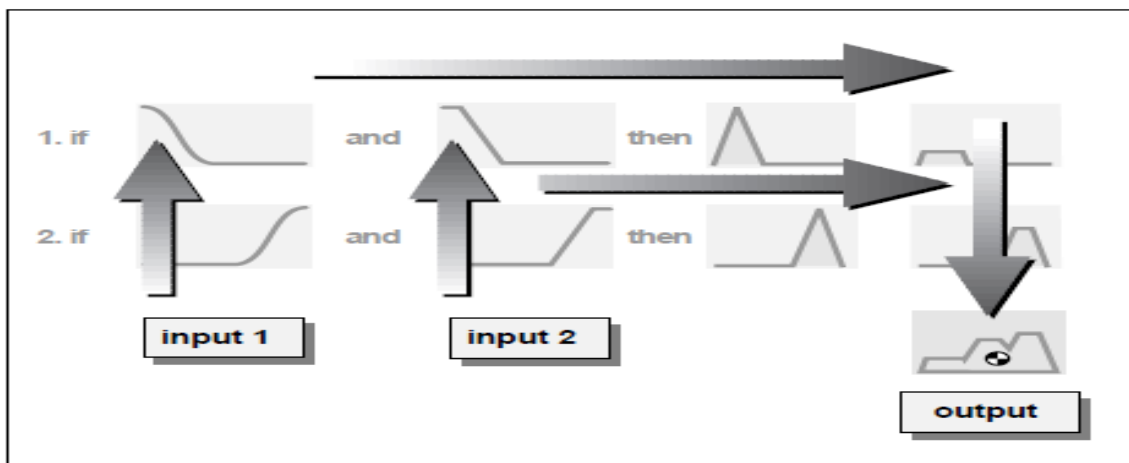 1. if and then
2. if and then
input 1 input 2
output